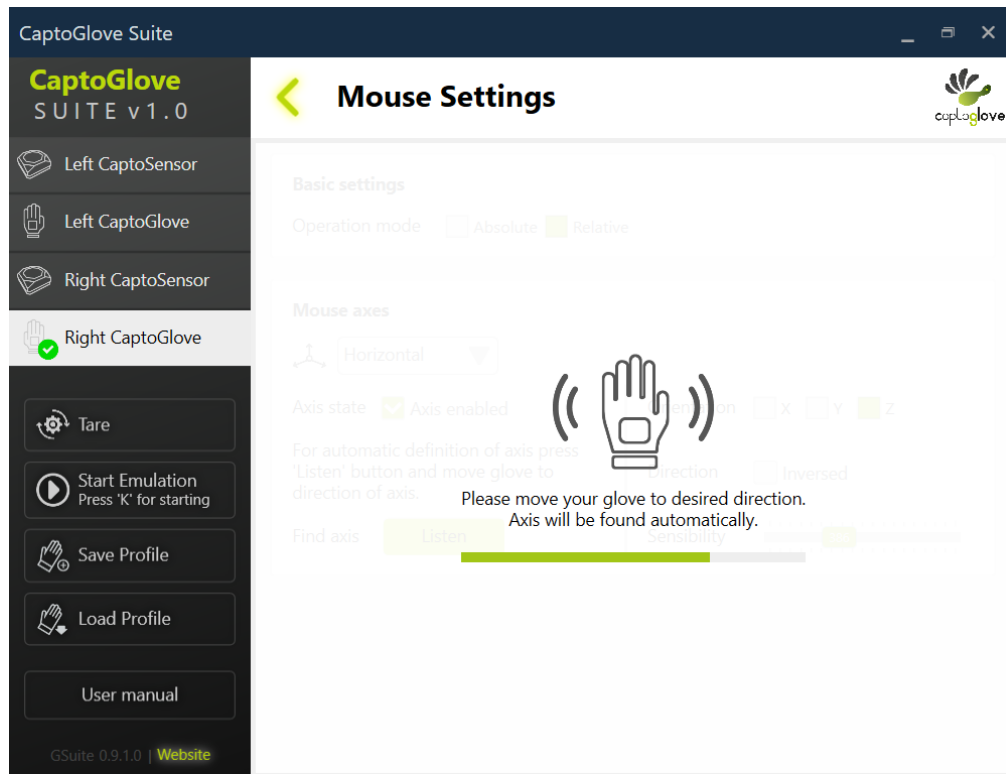 CaptoGlove Suite
CaptoGlove
SUITE v1.0
Left CaptoSensor
Left CaptoGlove
Right CaptoSensor
Right CaptoGlove
Tare
Start Emulation
Press 'K' for starting
Save Profile
Load Profile
User manual
GSuite 0.9.1.0 | Website
Mouse Settings
captoglove
Basic settings
Operation mode Absolute Relative
Mouse axes
Horizontal
Axis state Axis enabled
X Y Z
For automatic definition of axis press
'Listen' button and move glove to
direction of axis.
Direction Inversed
Find axis Listen
Sensibility
Please move your glove to desired direction.
Axis will be found automatically.